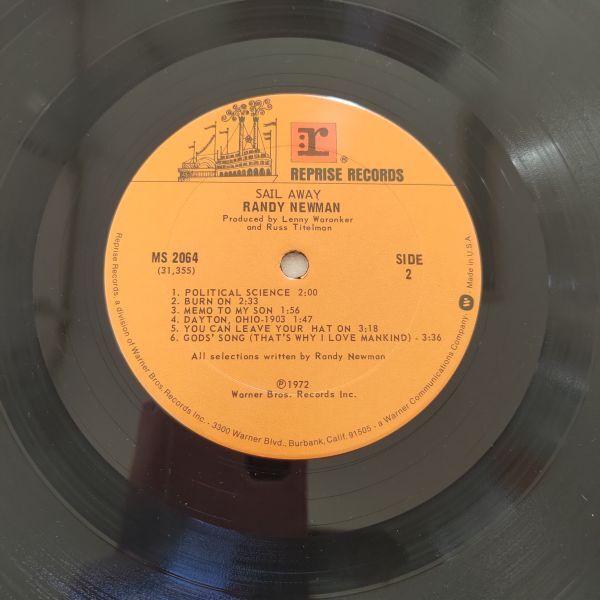 r
®
REPRISE RECORDS
SAIL AWAY
RANDY NEWMAN
Produced by Lenny Waronker
and Russ Titelman
MS 2064
(31,355)
SIDE
2
1. POLITICAL SCIENCE 2:00
2. BURN ON 2:33
3. MEMO TO MY SON 1:56
4. DAYTON, OHIO-1903 1:47
5. YOU CAN LEAVE YOUR HAT ON 3:18
6. GODS' SONG (THAT'S WHY I LOVE MANKIND) - 3:36
All selections written by Randy Newman
℗1972
Warner Bros. Records Inc.
Reprise Records, a division of Warner Bros. Records Inc. • 3300 Warner Blvd., Burbank, Calif. 91505 • a Warner Communications Company. W • Made in U.S.A.